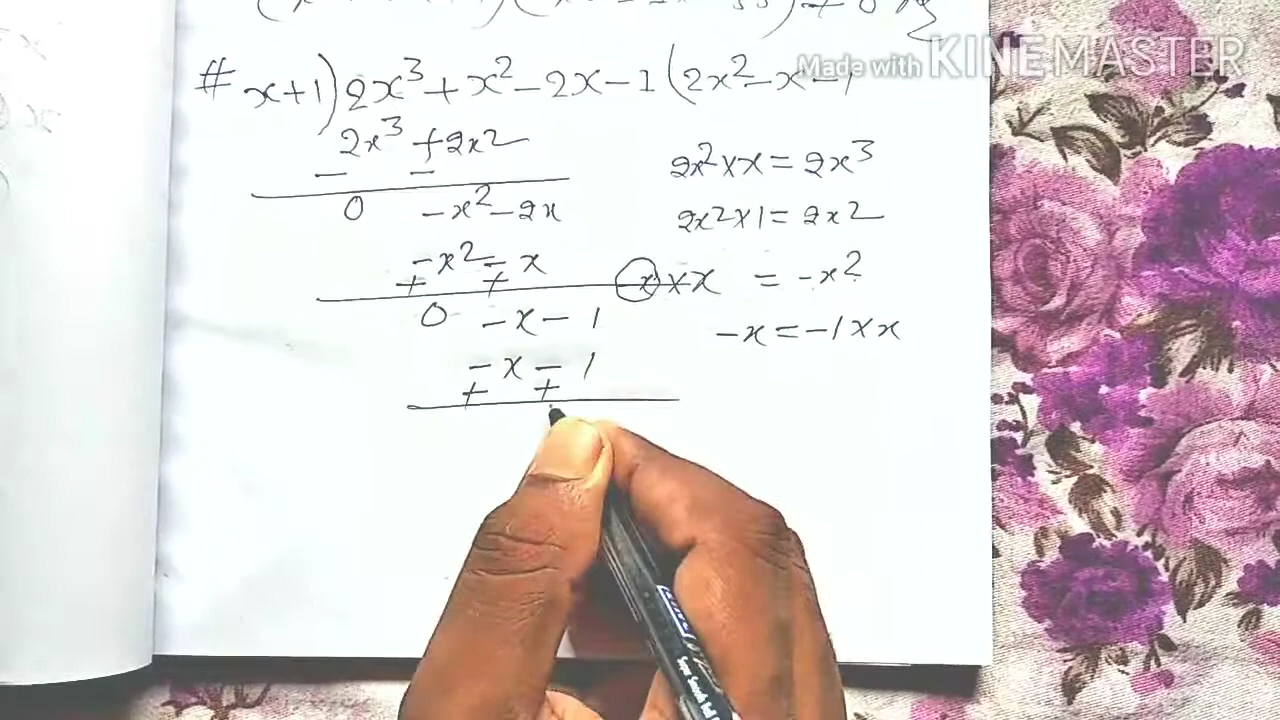 Made with KINEMASTER
# x+1) 2x³ + x² - 2x - 1 (2x² - x - 1
2x³ + 2x2
- -
0 -x² - 2x
-x² - x
+ +
0 -x - 1
-x - 1
+ +
2x² × x = 2x³
2x² × 1 = 2x2
-x × x = -x²
-x = -1 × x